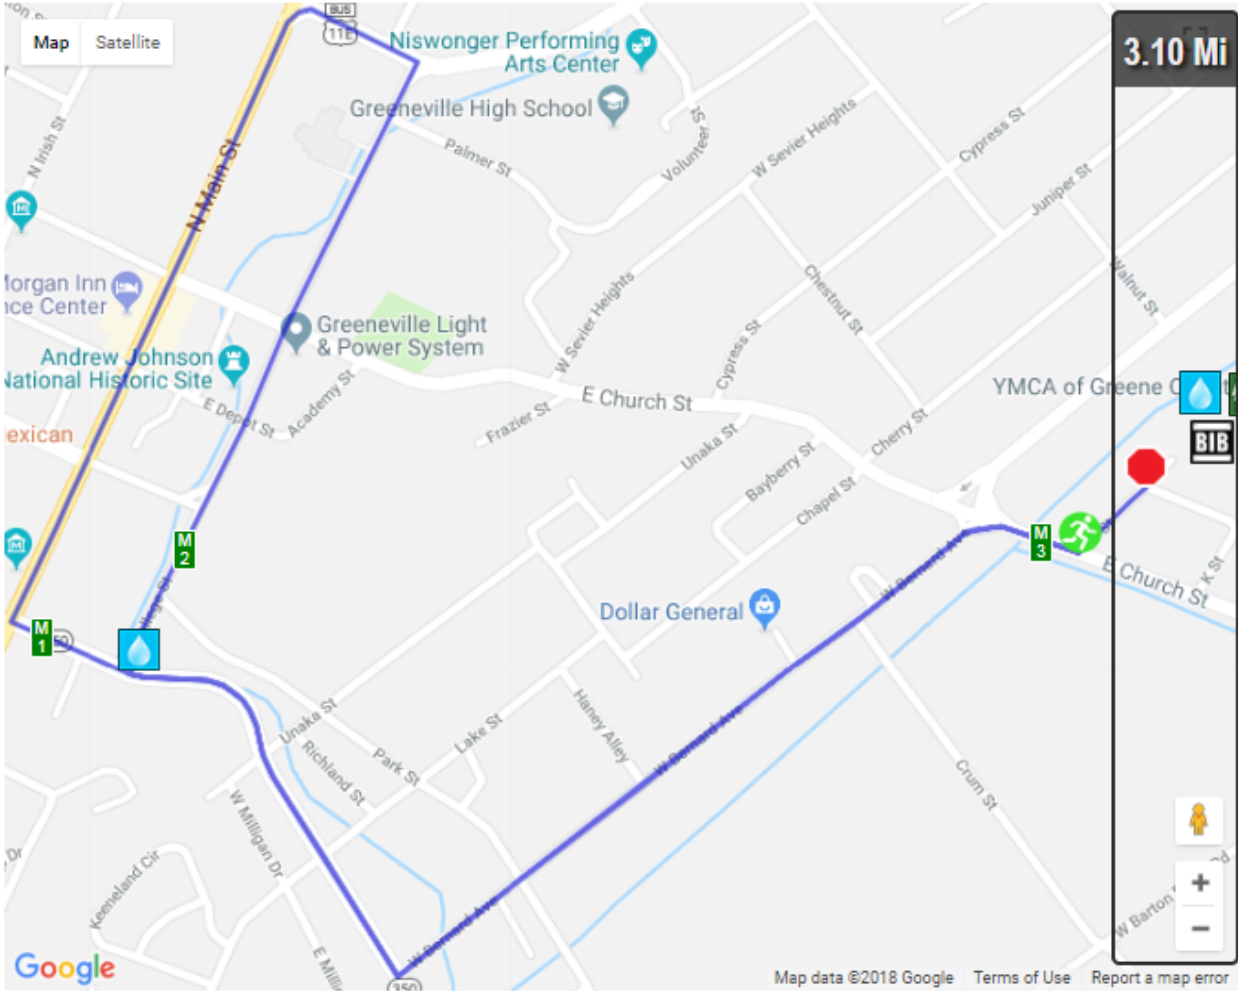 BUS
11E
Map Satellite
3.10 Mi
Niswonger Performing
Arts Center
Greeneville High School
N Irish St
Palmer St
Volunteer
W Sevier Heights
Cypress St
Juniper St
N Main St
Walnut St
Morgan Inn
Chestnut St
W Sevier Heights
Greeneville Light
& Power System
Andrew Johnson
National Historic Site
Cypress St
YMCA of Greene
E Depot St
Academy St
E Church St
Frazier St
Cherry St
BIB
Unaka St
Bayberry St
Chapel St
M
2
M
3
W Bernard Ave
E Church St
K St
Dollar General
M
1
Unaka St
Lake St
Haney Alley
W Bernard Ave
Richland St
Park St
Crum St
W Milligan Dr
Keeneland Cir
W Bernard Ave
W Barton
Dr
350
Google
Map data ©2018 Google Terms of Use Report a map error